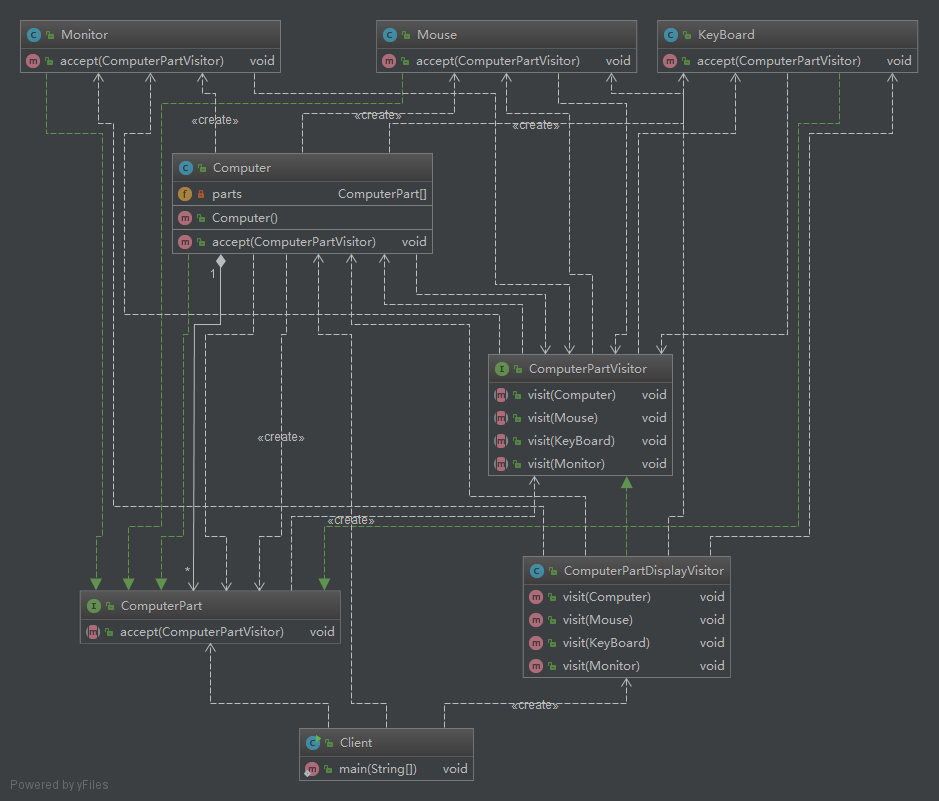 Monitor
accept(ComputerPartVisitor) void
Mouse
accept(ComputerPartVisitor) void
KeyBoard
accept(ComputerPartVisitor) void
«create»
«create»
«create»
Computer
parts ComputerPart[]
Computer()
accept(ComputerPartVisitor) void
1
ComputerPartVisitor
visit(Computer) void
visit(Mouse) void
visit(KeyBoard) void
visit(Monitor) void
«create»
«create»
*
ComputerPart
accept(ComputerPartVisitor) void
ComputerPartDisplayVisitor
visit(Computer) void
visit(Mouse) void
visit(KeyBoard) void
visit(Monitor) void
«create»
Client
main(String[]) void
Powered by yFiles